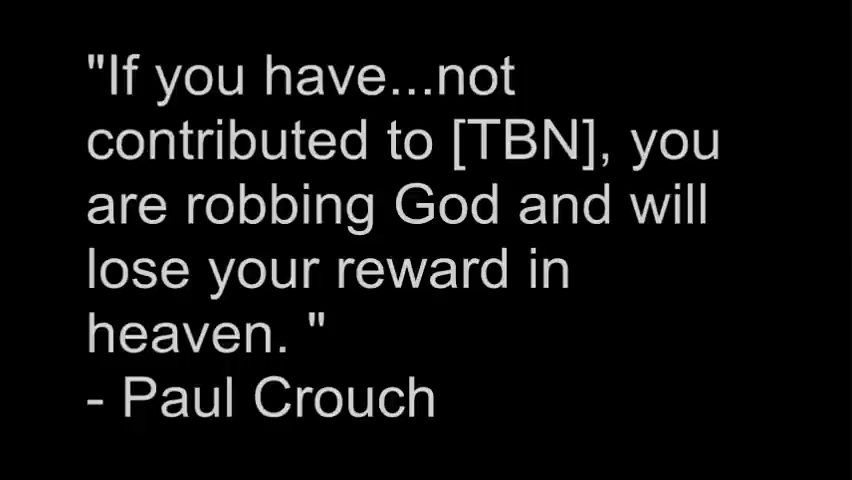 "If you have...not
contributed to [TBN], you
are robbing God and will
lose your reward in
heaven. "
- Paul Crouch